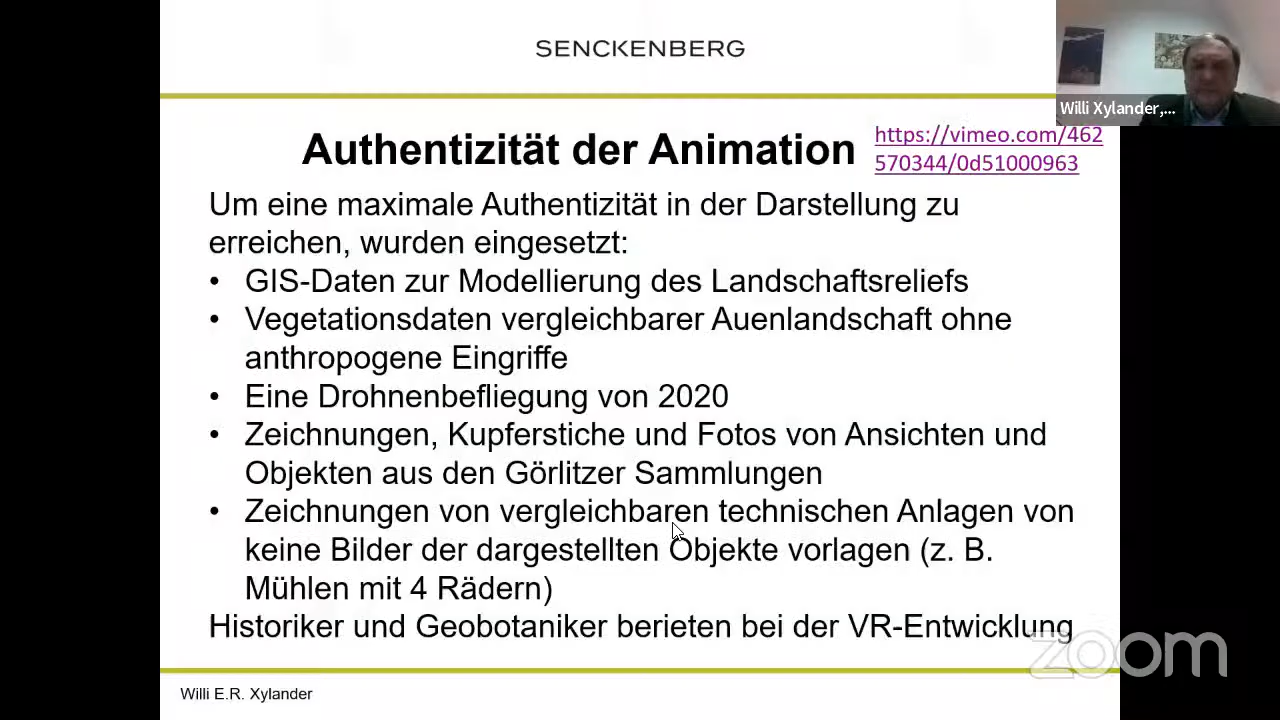 SENCKENBERG
Willi Xylander,...
Authentizität der Animation
https://vimeo.com/462
570344/0d51000963
Um eine maximale Authentizität in der Darstellung zu
erreichen, wurden eingesetzt:
• GIS-Daten zur Modellierung des Landschaftsreliefs
• Vegetationsdaten vergleichbarer Auenlandschaft ohne
anthropogene Eingriffe
• Eine Drohnenbefliegung von 2020
• Zeichnungen, Kupferstiche und Fotos von Ansichten und
Objekten aus den Görlitzer Sammlungen
• Zeichnungen von vergleichbaren technischen Anlagen von
keine Bilder der dargestellten Objekte vorlagen (z. B.
Mühlen mit 4 Rädern)
Historiker und Geobotaniker berieten bei der VR-Entwicklung
zoom
Willi E.R. Xylander